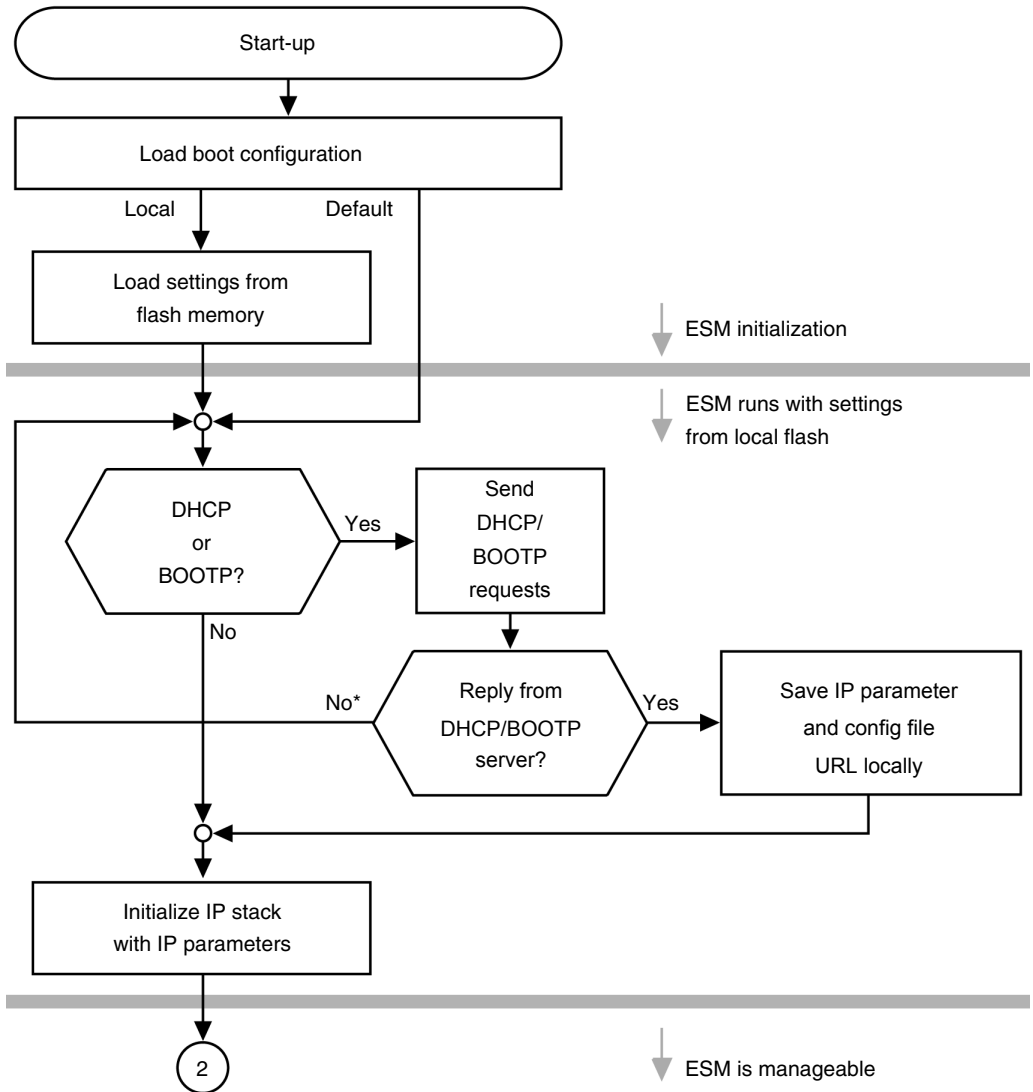 Start-up
Load boot configuration
Local
Default
Load settings from
flash memory
ESM initialization
ESM runs with settings
from local flash
DHCP
or
BOOTP?
Yes
Send
DHCP/
BOOTP
requests
No
No*
Reply from
DHCP/BOOTP
server?
Yes
Save IP parameter
and config file
URL locally
Initialize IP stack
with IP parameters
2
ESM is manageable